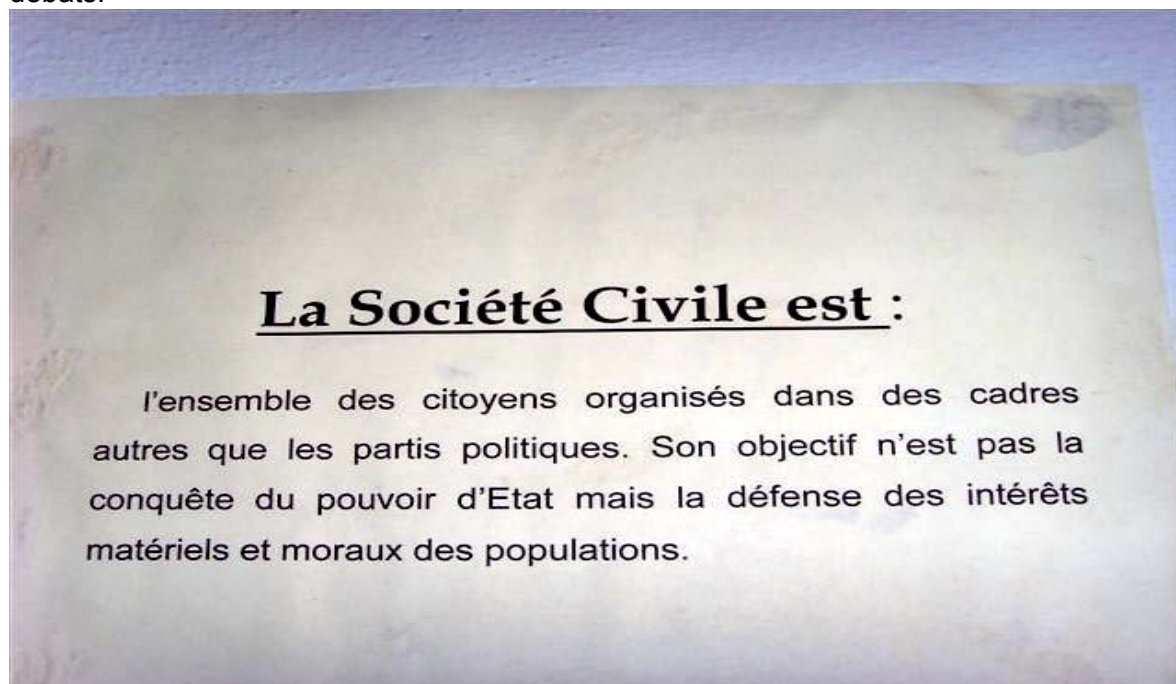 débats.
La Société Civile est :
l'ensemble des citoyens organisés dans des cadres
autres que les partis politiques. Son objectif n'est pas la
conquête du pouvoir d'Etat mais la défense des intérêts
matériels et moraux des populations.